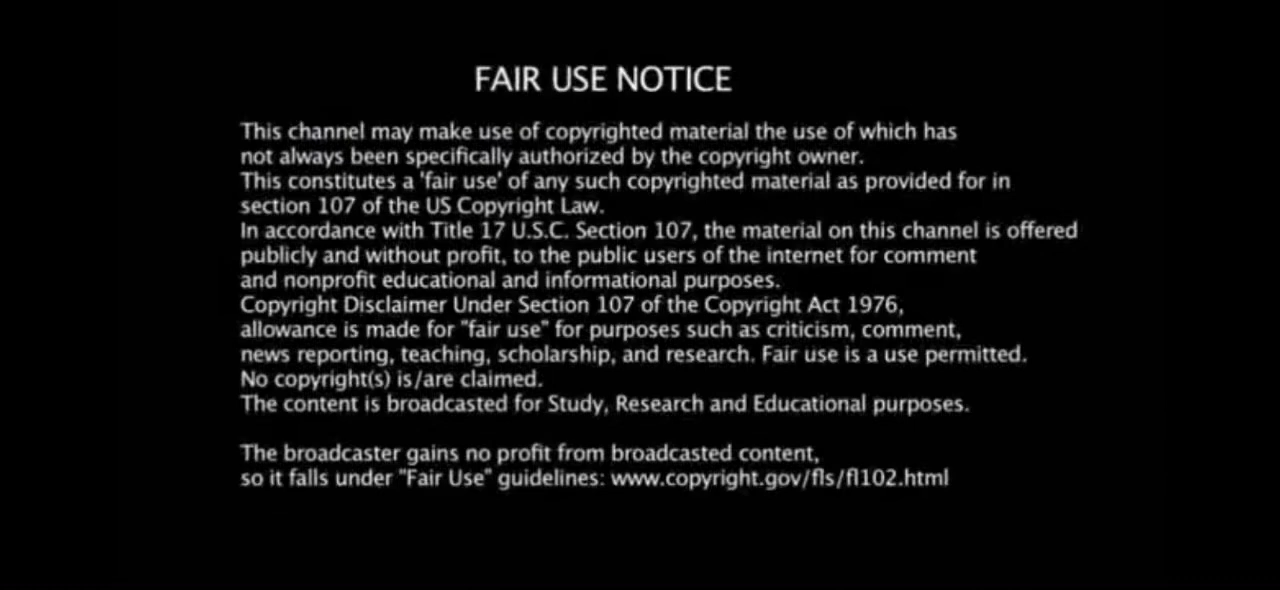 FAIR USE NOTICE
This channel may make use of copyrighted material the use of which has
not always been specifically authorized by the copyright owner.
This constitutes a 'fair use' of any such copyrighted material as provided for in
section 107 of the US Copyright Law.
In accordance with Title 17 U.S.C. Section 107, the material on this channel is offered
publicly and without profit, to the public users of the internet for comment
and nonprofit educational and informational purposes.
Copyright Disclaimer Under Section 107 of the Copyright Act 1976,
allowance is made for "fair use" for purposes such as criticism, comment,
news reporting, teaching, scholarship, and research. Fair use is a use permitted.
No copyright(s) is/are claimed.
The content is broadcasted for Study, Research and Educational purposes.
The broadcaster gains no profit from broadcasted content,
so it falls under "Fair Use" guidelines: www.copyright.gov/fls/fl102.html